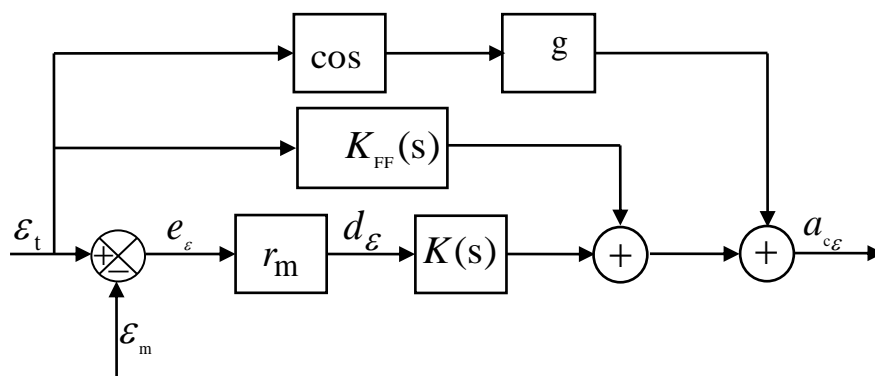 cos
g
K_FF(s)
ε_t
+
−
e_ε
r_m
d_ε
K(s)
+
+
a_cε
ε_m